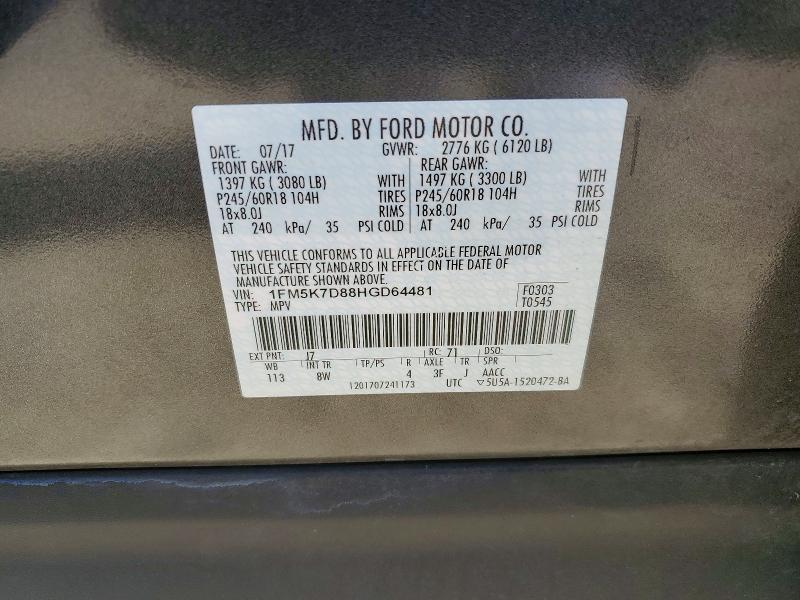 MFD. BY FORD MOTOR CO.
DATE: 07/17 GVWR: 2776 KG ( 6120 LB)
FRONT GAWR: REAR GAWR:
1397 KG ( 3080 LB) WITH 1497 KG ( 3300 LB) WITH
P245/60R18 104H TIRES P245/60R18 104H TIRES
18x8.0J RIMS 18x8.0J RIMS
AT 240 kPa/ 35 PSI COLD AT 240 kPa/ 35 PSI COLD
THIS VEHICLE CONFORMS TO ALL APPLICABLE FEDERAL MOTOR
VEHICLE SAFETY STANDARDS IN EFFECT ON THE DATE OF
MANUFACTURE SHOWN ABOVE.
VIN: 1FM5K7D88HGD64481 F0303
TYPE: MPV T0545
EXT PNT: J7 RC: 71 DSO:
WB INT TR TP/PS R AXLE TR SPR
113 8W 4 3F J AACC
1201707241173 UTC ▽5U5A-1520472-BA